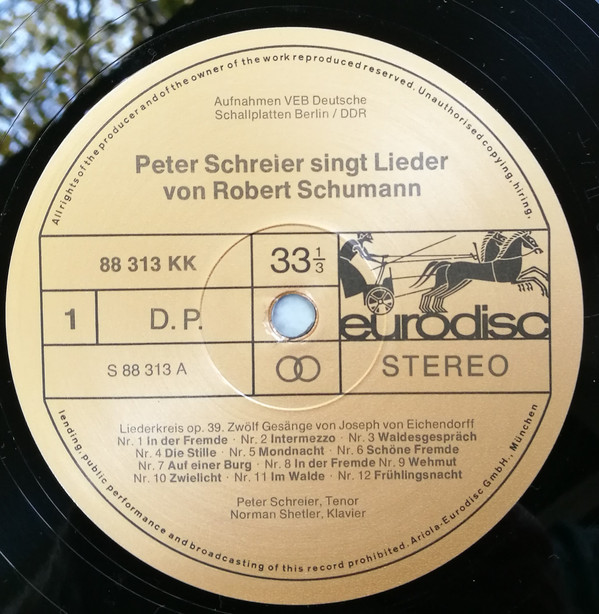 All rights of the producer and of the owner of the work reproduced reserved. Unauthorised copying, hiring,
Aufnahmen VEB Deutsche
Schallplatten Berlin / DDR
Peter Schreier singt Lieder
von Robert Schumann
88 313 KK
33 1/3
1
D.P.
eurodisc
S 88 313 A
STEREO
Liederkreis op. 39. Zwölf Gesänge von Joseph von Eichendorff
Nr. 1 In der Fremde · Nr. 2 Intermezzo · Nr. 3 Waldesgespräch
Nr. 4 Die Stille · Nr. 5 Mondnacht · Nr. 6 Schöne Fremde
Nr. 7 Auf einer Burg · Nr. 8 In der Fremde Nr. 9 Wehmut
Nr. 10 Zwielicht · Nr. 11 Im Walde · Nr. 12 Frühlingsnacht
Peter Schreier, Tenor
Norman Shetler, Klavier
lending, public performance and broadcasting of this record prohibited. Ariola-Eurodisc GmbH., München